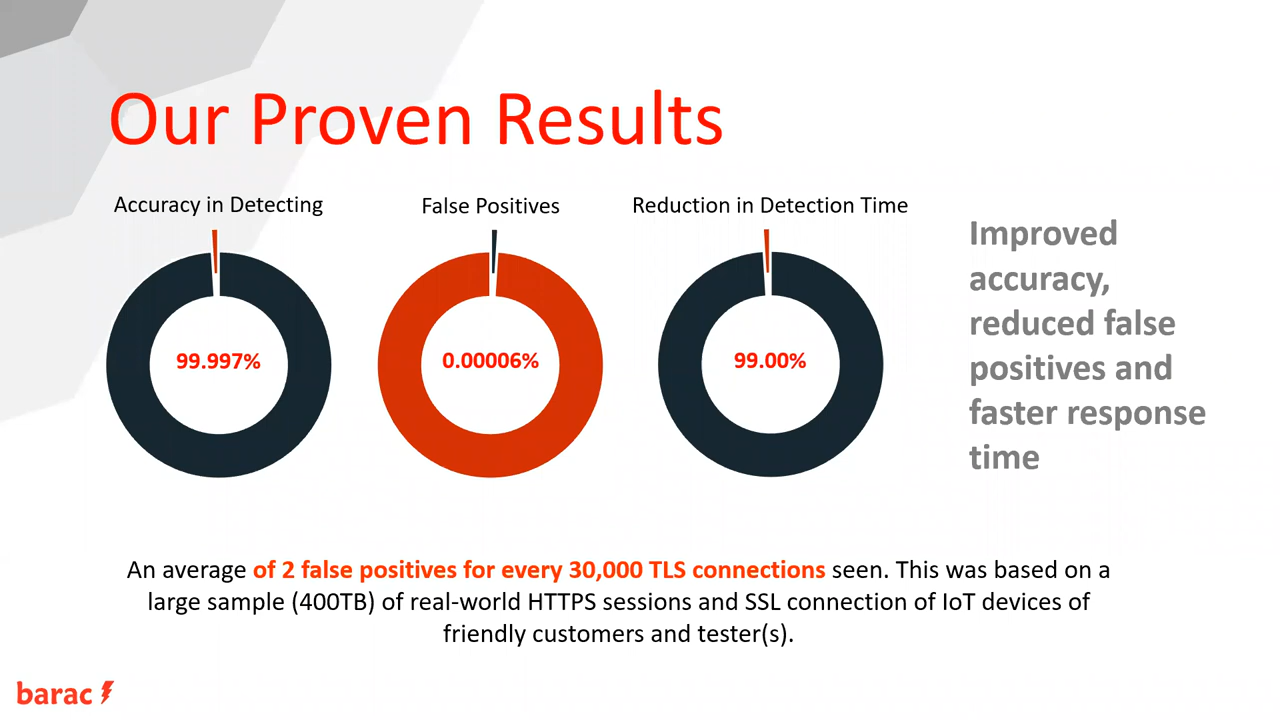 Our Proven Results
Accuracy in Detecting
False Positives
Reduction in Detection Time
99.997%
0.00006%
99.00%
Improved
accuracy,
reduced false
positives and
faster response
time
An average of 2 false positives for every 30,000 TLS connections seen. This was based on a
large sample (400TB) of real-world HTTPS sessions and SSL connection of IoT devices of
friendly customers and tester(s).
barac